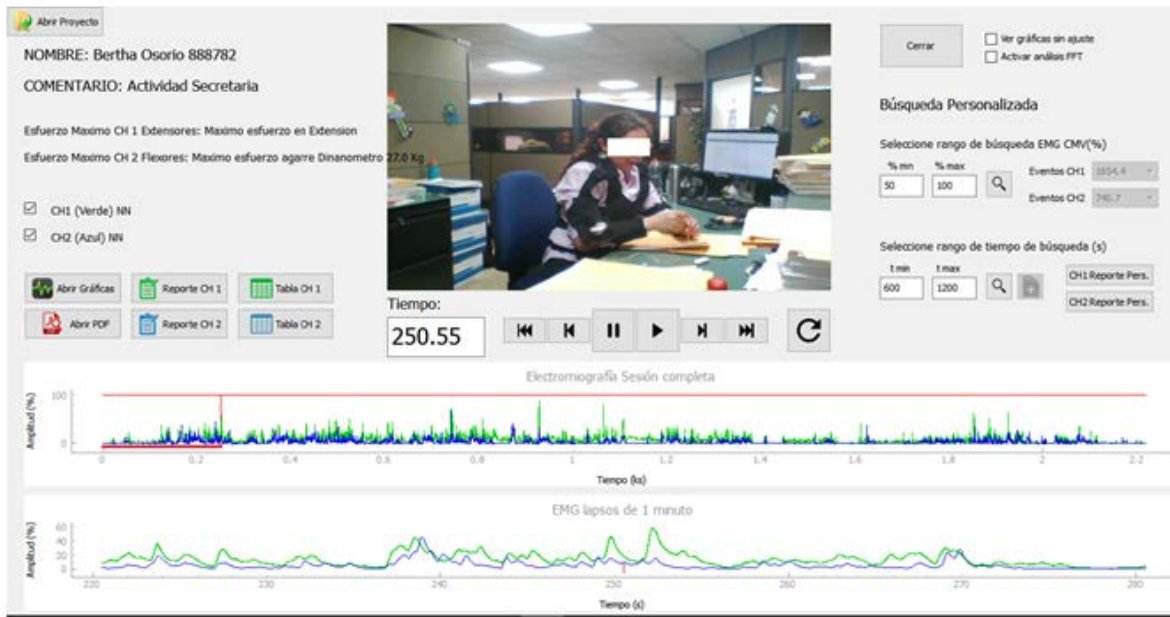 Abrir Proyecto
NOMBRE: Bertha Osorio 888782
COMENTARIO: Actividad Secretaria
Esfuerzo Maximo CH 1 Extensores: Maximo esfuerzo en Extension
Esfuerzo Maximo CH 2 Flexores: Maximo esfuerzo agarre Dinanometro 27.0 Kg
CH1 (Verde) NN
CH2 (Azul) NN
Abrir Gráficas Reporte CH 1 Tabla CH 1
Abrir PDF Reporte CH 2 Tabla CH 2
Tiempo:
250.55
Cerrar
Ver gráficas sin ajuste
Activar análisis FFT
Búsqueda Personalizada
Seleccione rango de búsqueda EMG CMV(%)
% mn % max
50 100
Eventos CH1 1654.4
Eventos CH2 740.7
Seleccione rango de tiempo de búsqueda (s)
t min t max
600 1200
CH1 Reporte Pers.
CH2 Reporte Pers.
Electromiografía Sesión completa
Amplitud (%)
100
0
0 0.2 0.4 0.6 0.8 1 1.2 1.4 1.6 1.8 2 2.2
Tiempo (ks)
EMG lapsos de 1 minuto
Amplitud (%)
60
40
20
0
220 230 240 250 260 270 280
Tiempo (s)